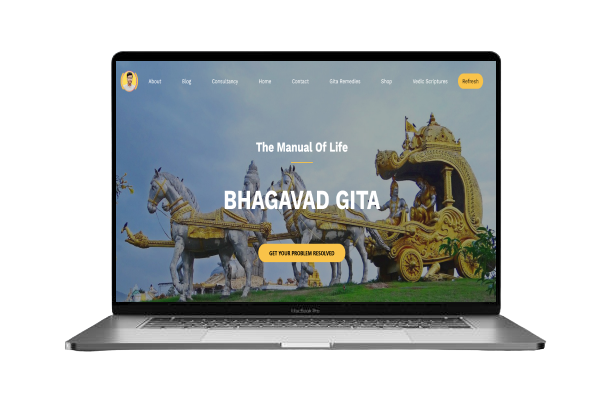 About Blog Consultancy Home Contact Gita Remedies Shop Vedic Scriptures Refresh
The Manual Of Life
BHAGAVAD GITA
GET YOUR PROBLEM RESOLVED
MacBook Pro